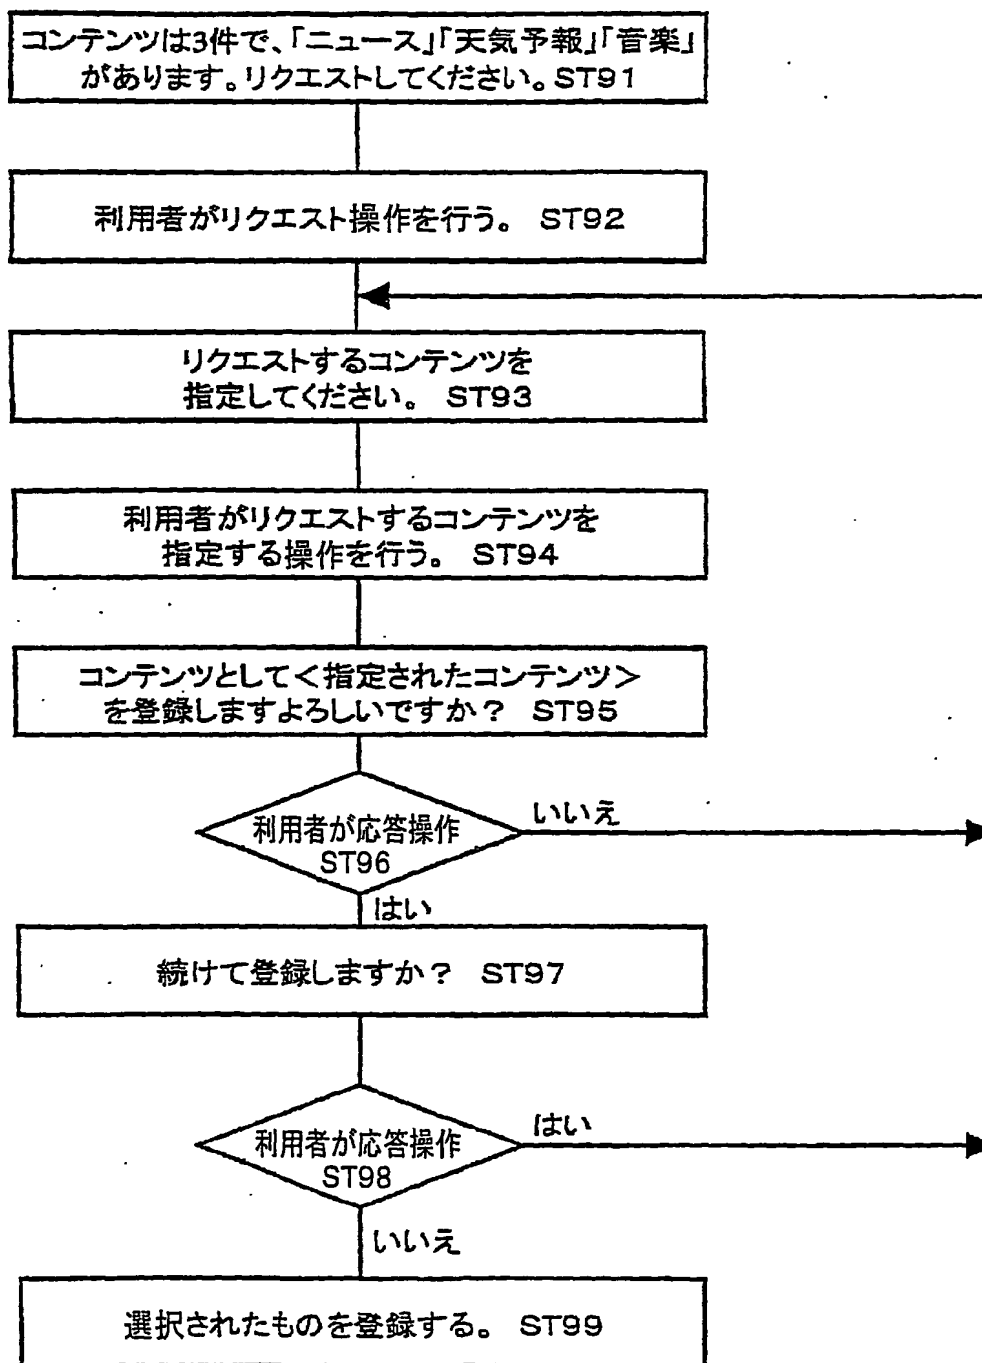 コンテンツは3件で、「ニュース」「天気予報」「音楽」
があります。リクエストしてください。ST91
利用者がリクエスト操作を行う。 ST92
リクエストするコンテンツを
指定してください。 ST93
利用者がリクエストするコンテンツを
指定する操作を行う。 ST94
コンテンツとして<指定されたコンテンツ>
を登録しますよろしいですか? ST95
利用者が応答操作
ST96
いいえ
はい
続けて登録しますか? ST97
利用者が応答操作
ST98
はい
いいえ
選択されたものを登録する。 ST99